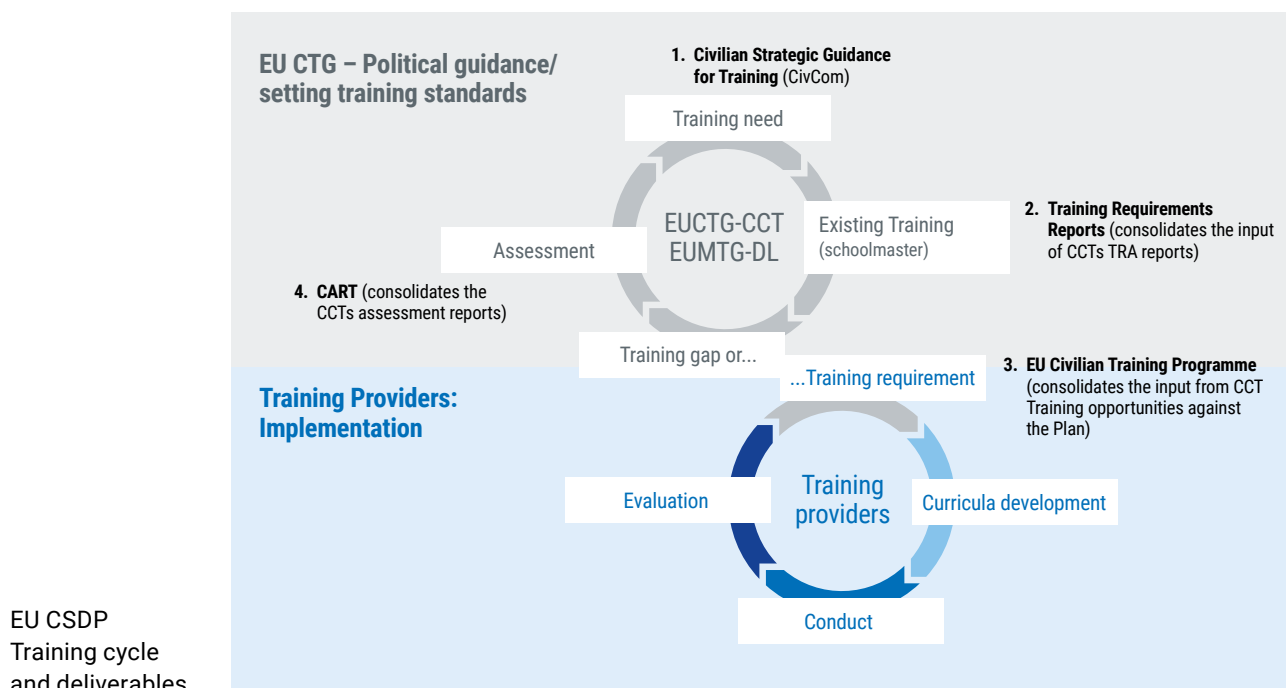 EU CTG – Political guidance/
setting training standards
1. Civilian Strategic Guidance
for Training (CivCom)
Training need
EUCTG-CCT
EUMTG-DL
Existing Training
(schoolmaster)
2. Training Requirements
Reports (consolidates the input
of CCTs TRA reports)
Assessment
4. CART (consolidates the
CCTs assessment reports)
Training gap or...
...Training requirement
3. EU Civilian Training Programme
(consolidates the input from CCT
Training opportunities against
the Plan)
Training Providers:
Implementation
Evaluation
Training
providers
Curricula development
Conduct
EU CSDP
Training cycle
and deliverables